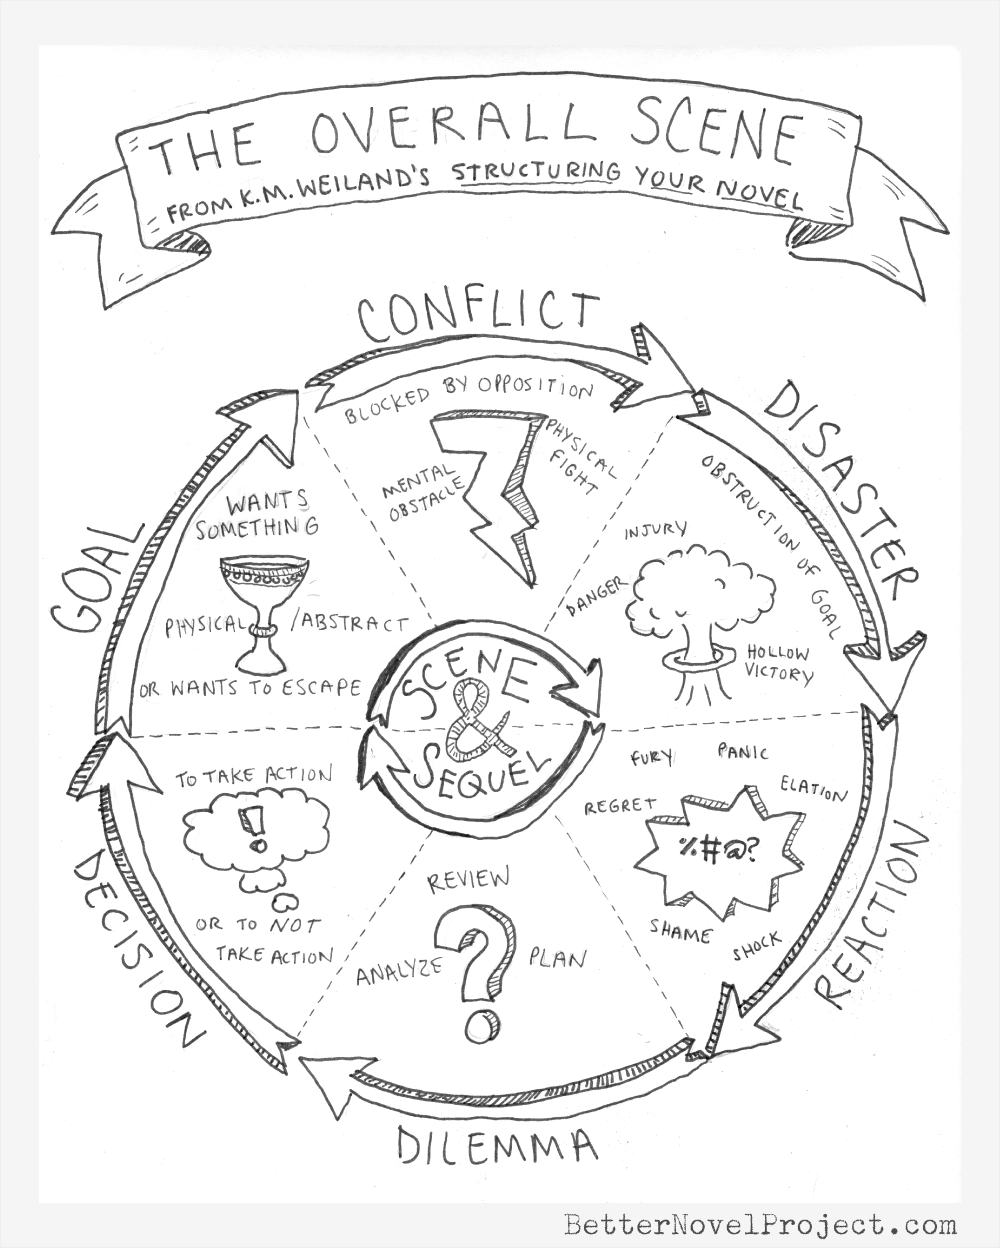 THE OVERALL SCENE
FROM K.M. WEILAND'S STRUCTURING YOUR NOVEL
CONFLICT
BLOCKED BY OPPOSITION
MENTAL
OBSTACLE
PHYSICAL
FIGHT
DISASTER
OBSTRUCTION OF GOAL
INJURY
DANGER
HOLLOW
VICTORY
REACTION
FURY
PANIC
ELATION
REGRET
%#@?
SHAME
SHOCK
DILEMMA
REVIEW
ANALYZE
PLAN
?
DECISION
TO TAKE ACTION
!
OR TO NOT
TAKE ACTION
GOAL
WANTS
SOMETHING
PHYSICAL /ABSTRACT
OR WANTS TO ESCAPE
SCENE
&
SEQUEL
BetterNovelProject.com